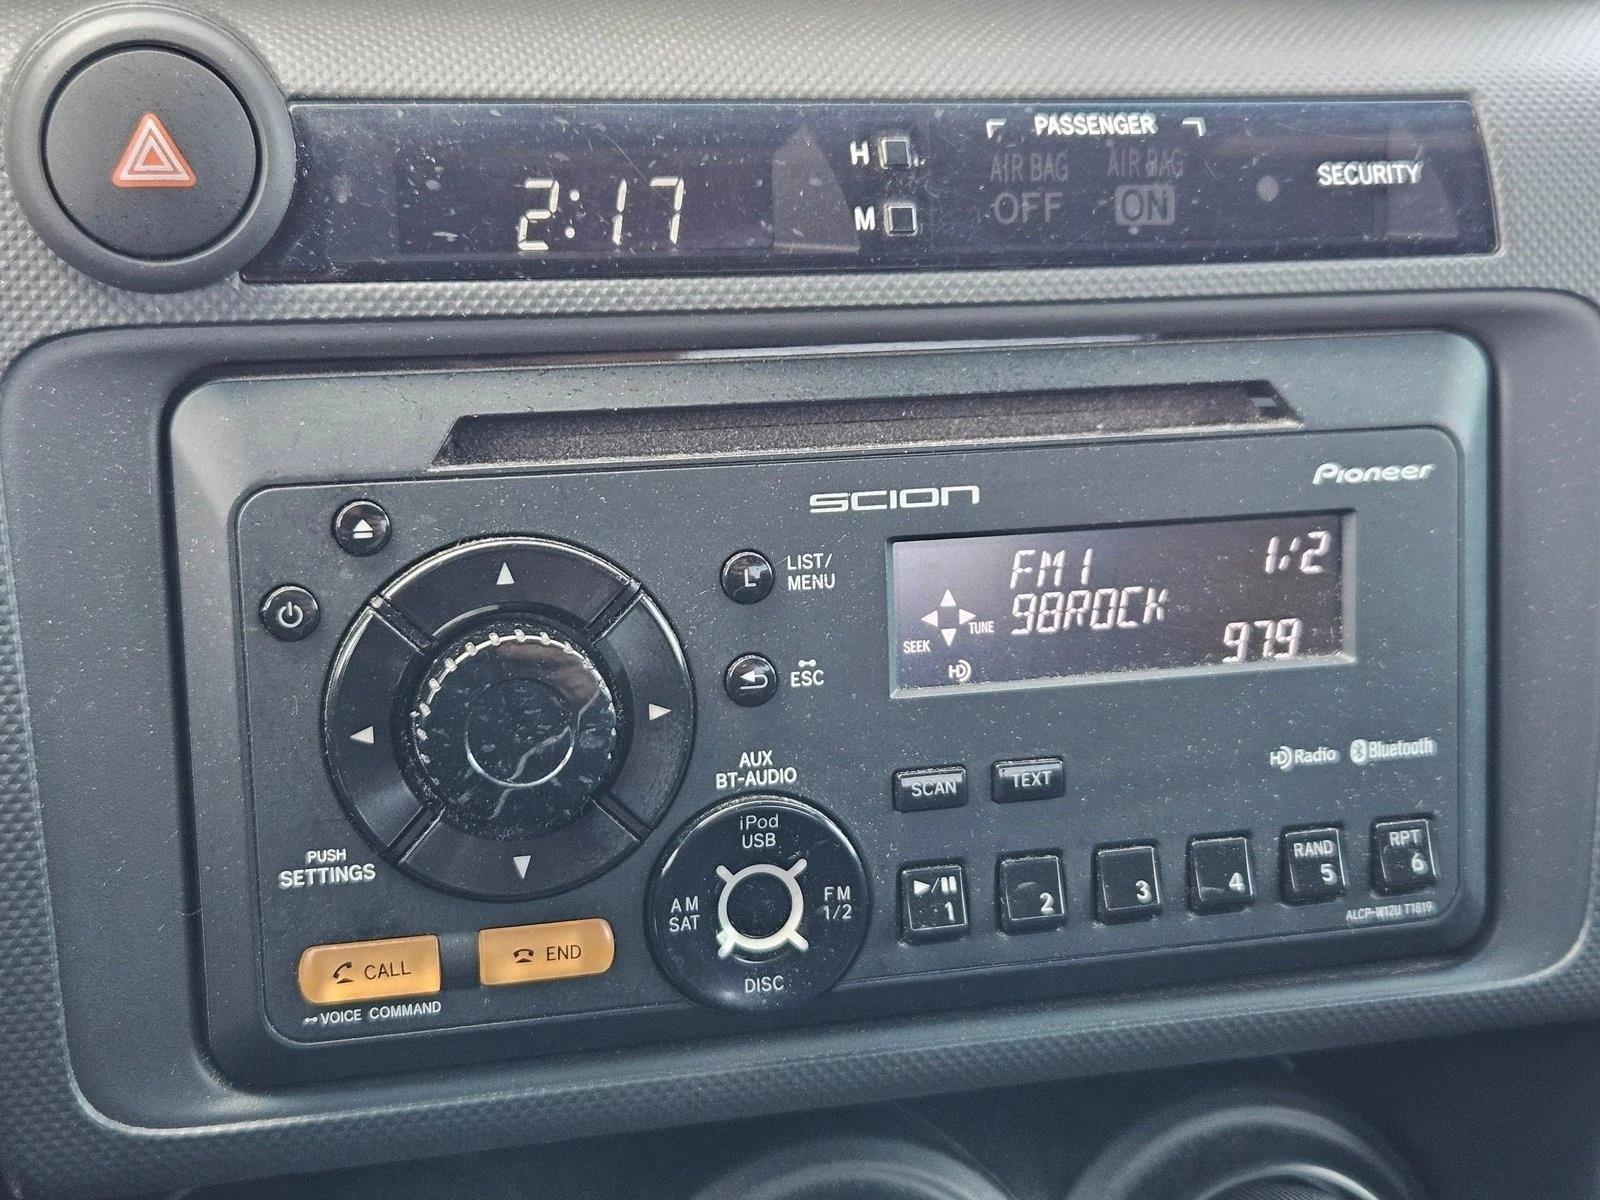 2:17
H
M
PASSENGER
AIR BAG OFF
AIR BAG ON
SECURITY
SCION
Pioneer
L
LIST/
MENU
ESC
FM1 1/2
98ROCK
97.9
SEEK
TUNE
HD
AUX
BT-AUDIO
iPod
USB
AM
SAT
FM
1/2
DISC
PUSH
SETTINGS
CALL
END
VOICE COMMAND
SCAN
TEXT
HD Radio
Bluetooth
1
2
3
4
RAND
5
RPT
6
ALCP-W12U T1819